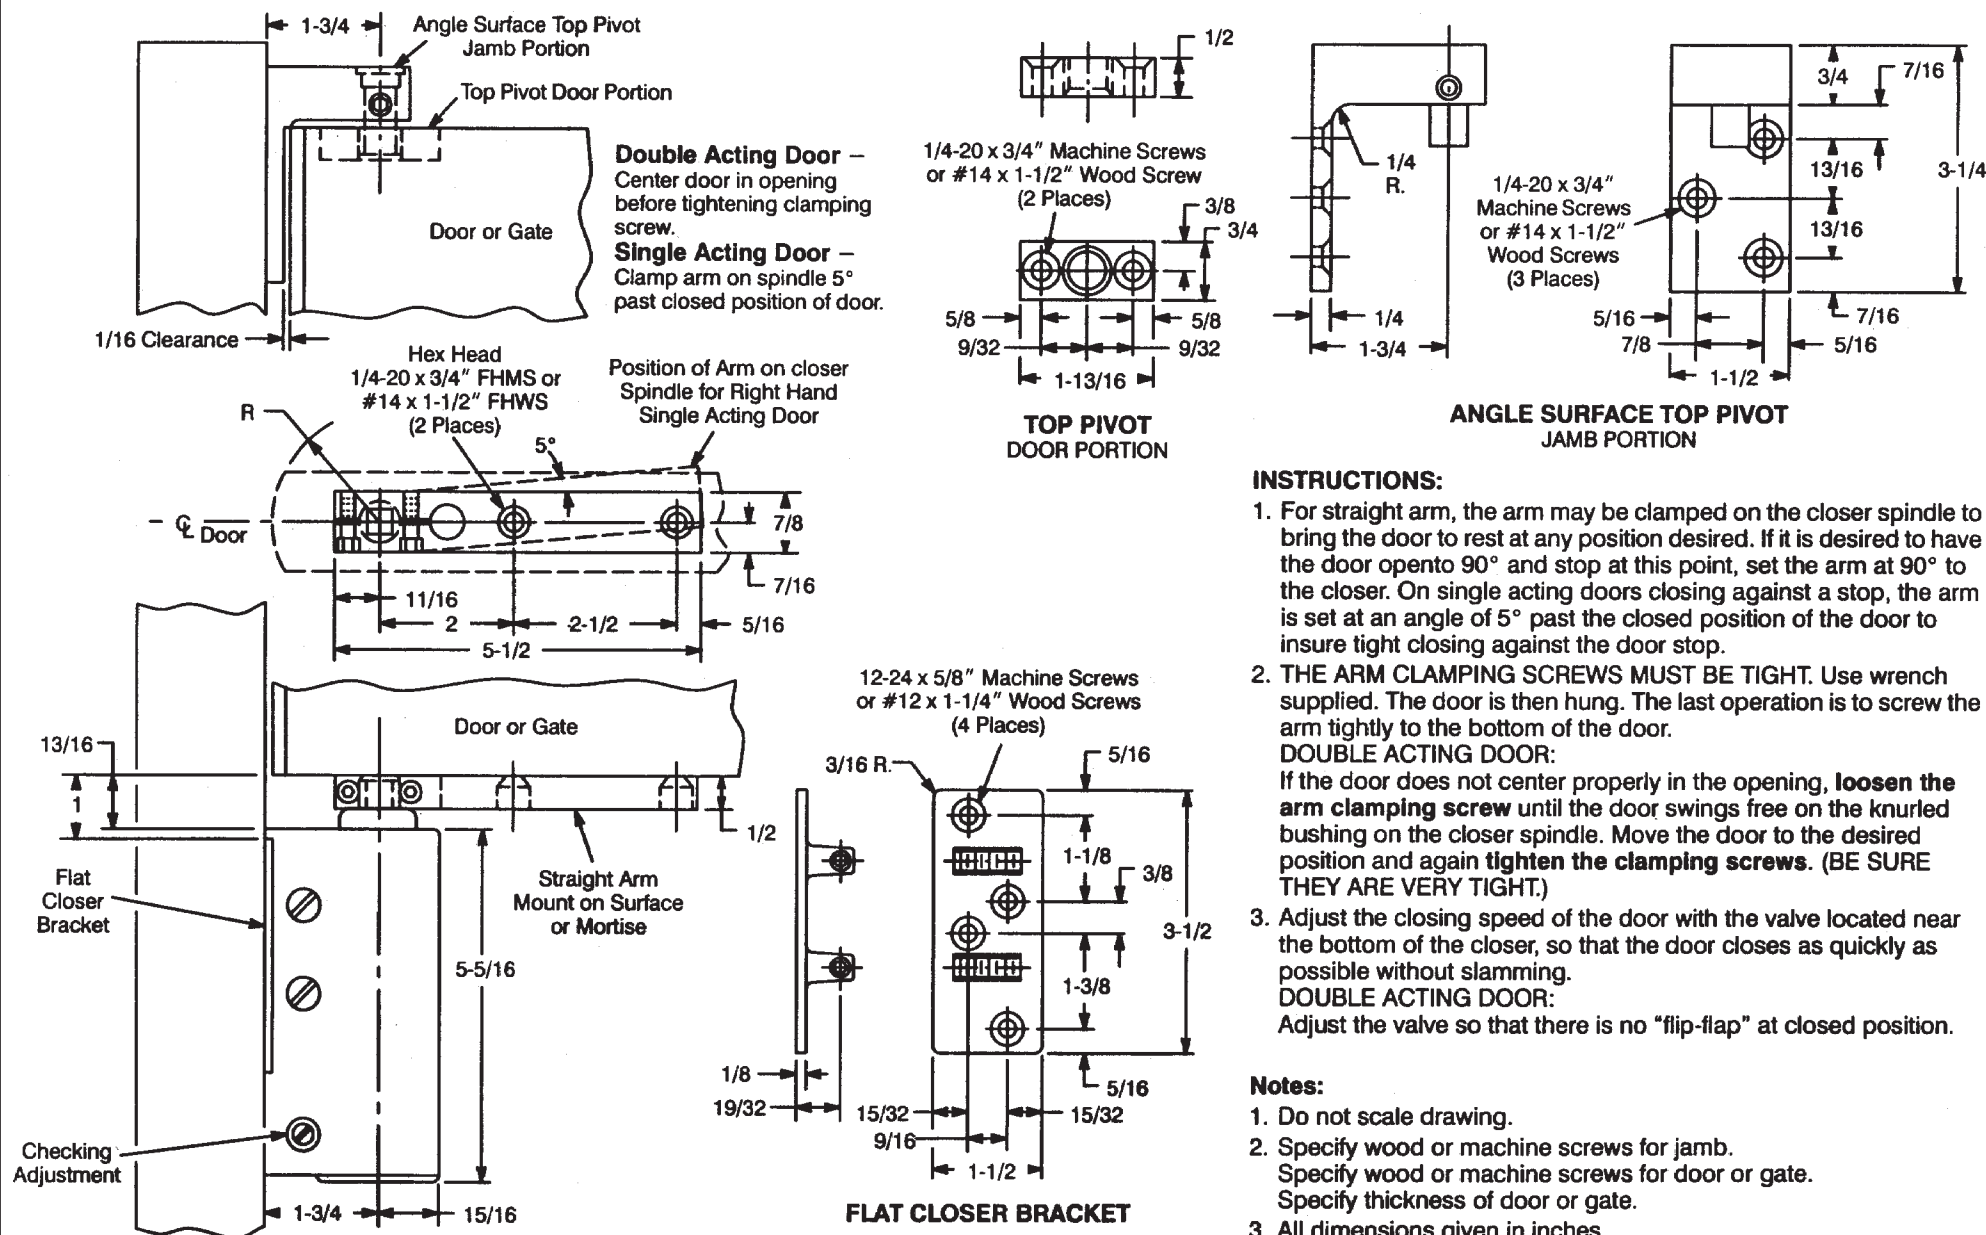 1-3/4
Angle Surface Top Pivot
Jamb Portion
Top Pivot Door Portion
Door or Gate
1/16 Clearance
Double Acting Door –
Center door in opening
before tightening clamping
screw.
Single Acting Door –
Clamp arm on spindle 5°
past closed position of door.
1/2
1/4-20 x 3/4" Machine Screws
or #14 x 1-1/2" Wood Screw
(2 Places)
3/8
3/4
5/8
5/8
9/32
9/32
1-13/16
TOP PIVOT
DOOR PORTION
1/4
R.
1/4
1-3/4
1/4-20 x 3/4"
Machine Screws
or #14 x 1-1/2"
Wood Screws
(3 Places)
3/4
7/16
13/16
3-1/4
13/16
7/16
5/16
7/8
5/16
1-1/2
ANGLE SURFACE TOP PIVOT
JAMB PORTION
Hex Head
1/4-20 x 3/4" FHMS or
#14 x 1-1/2" FHWS
(2 Places)
Position of Arm on closer
Spindle for Right Hand
Single Acting Door
R
5°
℄ Door
7/8
7/16
11/16
2
2-1/2
5/16
5-1/2
Door or Gate
13/16
1
1/2
Flat
Closer
Bracket
Straight Arm
Mount on Surface
or Mortise
5-5/16
Checking
Adjustment
1-3/4
15/16
12-24 x 5/8" Machine Screws
or #12 x 1-1/4" Wood Screws
(4 Places)
3/16 R.
5/16
1-1/8
3/8
3-1/2
1-3/8
1/8
19/32
5/16
15/32
15/32
9/16
1-1/2
FLAT CLOSER BRACKET
INSTRUCTIONS:
1. For straight arm, the arm may be clamped on the closer spindle to
bring the door to rest at any position desired. If it is desired to have
the door opento 90° and stop at this point, set the arm at 90° to
the closer. On single acting doors closing against a stop, the arm
is set at an angle of 5° past the closed position of the door to
insure tight closing against the door stop.
2. THE ARM CLAMPING SCREWS MUST BE TIGHT. Use wrench
supplied. The door is then hung. The last operation is to screw the
arm tightly to the bottom of the door.
DOUBLE ACTING DOOR:
If the door does not center properly in the opening, loosen the
arm clamping screw until the door swings free on the knurled
bushing on the closer spindle. Move the door to the desired
position and again tighten the clamping screws. (BE SURE
THEY ARE VERY TIGHT.)
3. Adjust the closing speed of the door with the valve located near
the bottom of the closer, so that the door closes as quickly as
possible without slamming.
DOUBLE ACTING DOOR:
Adjust the valve so that there is no "flip-flap" at closed position.
Notes:
1. Do not scale drawing.
2. Specify wood or machine screws for jamb.
Specify wood or machine screws for door or gate.
Specify thickness of door or gate.
3. All dimensions given in inches